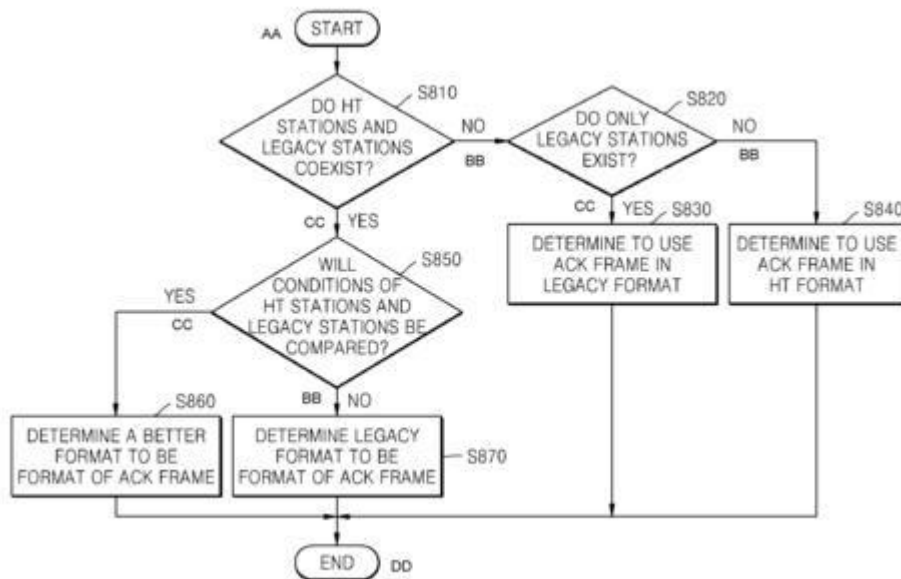 AA
START
S810
DO HT
STATIONS AND
LEGACY STATIONS
COEXIST?
NO
BB
S820
DO ONLY
LEGACY STATIONS
EXIST?
NO
BB
CC
YES
CC
YES
S830
DETERMINE TO USE
ACK FRAME IN
LEGACY FORMAT
S840
DETERMINE TO USE
ACK FRAME IN
HT FORMAT
S850
WILL
CONDITIONS OF
HT STATIONS AND
LEGACY STATIONS BE
COMPARED?
YES
CC
BB
NO
S860
DETERMINE A BETTER
FORMAT TO BE
FORMAT OF ACK FRAME
DETERMINE LEGACY
FORMAT TO BE
FORMAT OF ACK FRAME
S870
END
DD